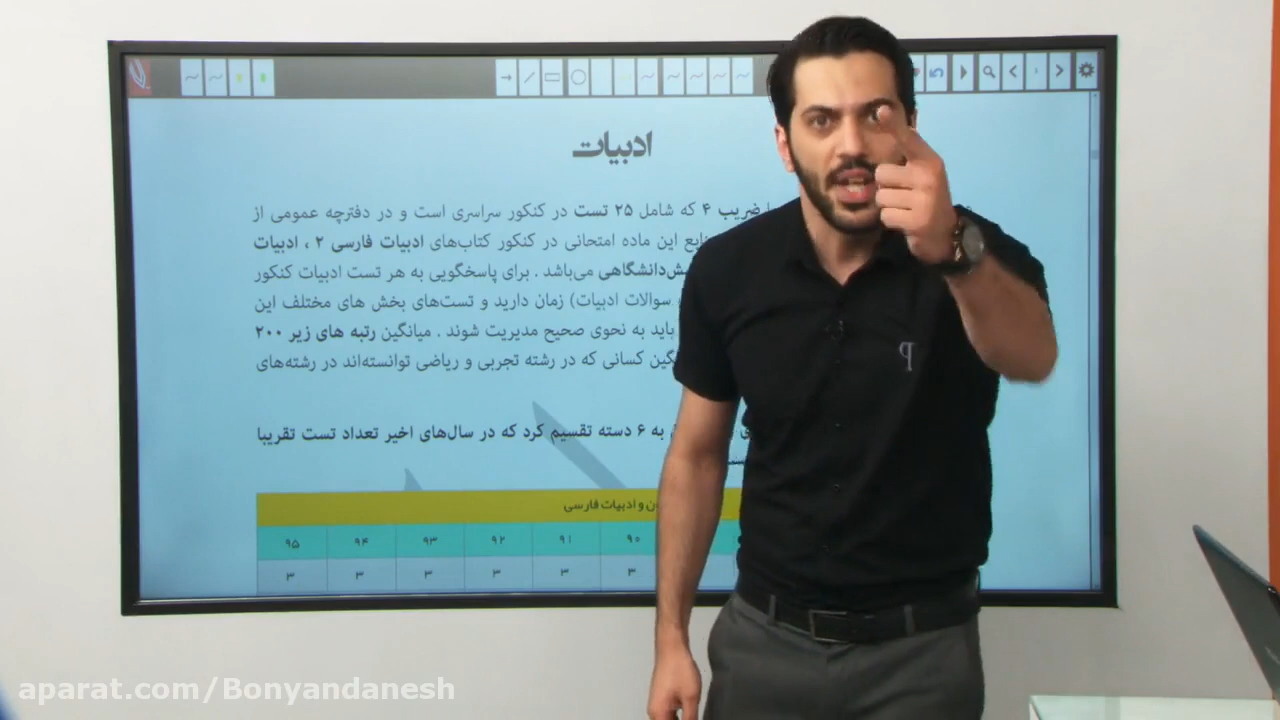 ادبیات
ضریب ۴ که شامل ۲۵ تست در کنکور سراسری است و در دفترچه عمومی از
این ماده امتحانی در کنکور کتاب‌های ادبیات فارسی ۲ ، ادبیات
می‌باشد . برای پاسخگویی به هر تست ادبیات کنکور
سوالات ادبیات) زمان دارید و تست‌های بخش های مختلف این
باید به نحوی صحیح مدیریت شوند . میانگین رتبه های زیر ۲۰۰
کسانی که در رشته تجربی و ریاضی توانسته‌اند در رشته‌های
به ۶ دسته تقسیم کرد که در سال‌های اخیر تعداد تست تقریبا
و ادبیات فارسی
۹۰ ۹۱ ۹۲ ۹۳ ۹۴ ۹۵
۳ ۳ ۳ ۳ ۳ ۳
aparat.com/Bonyandanesh